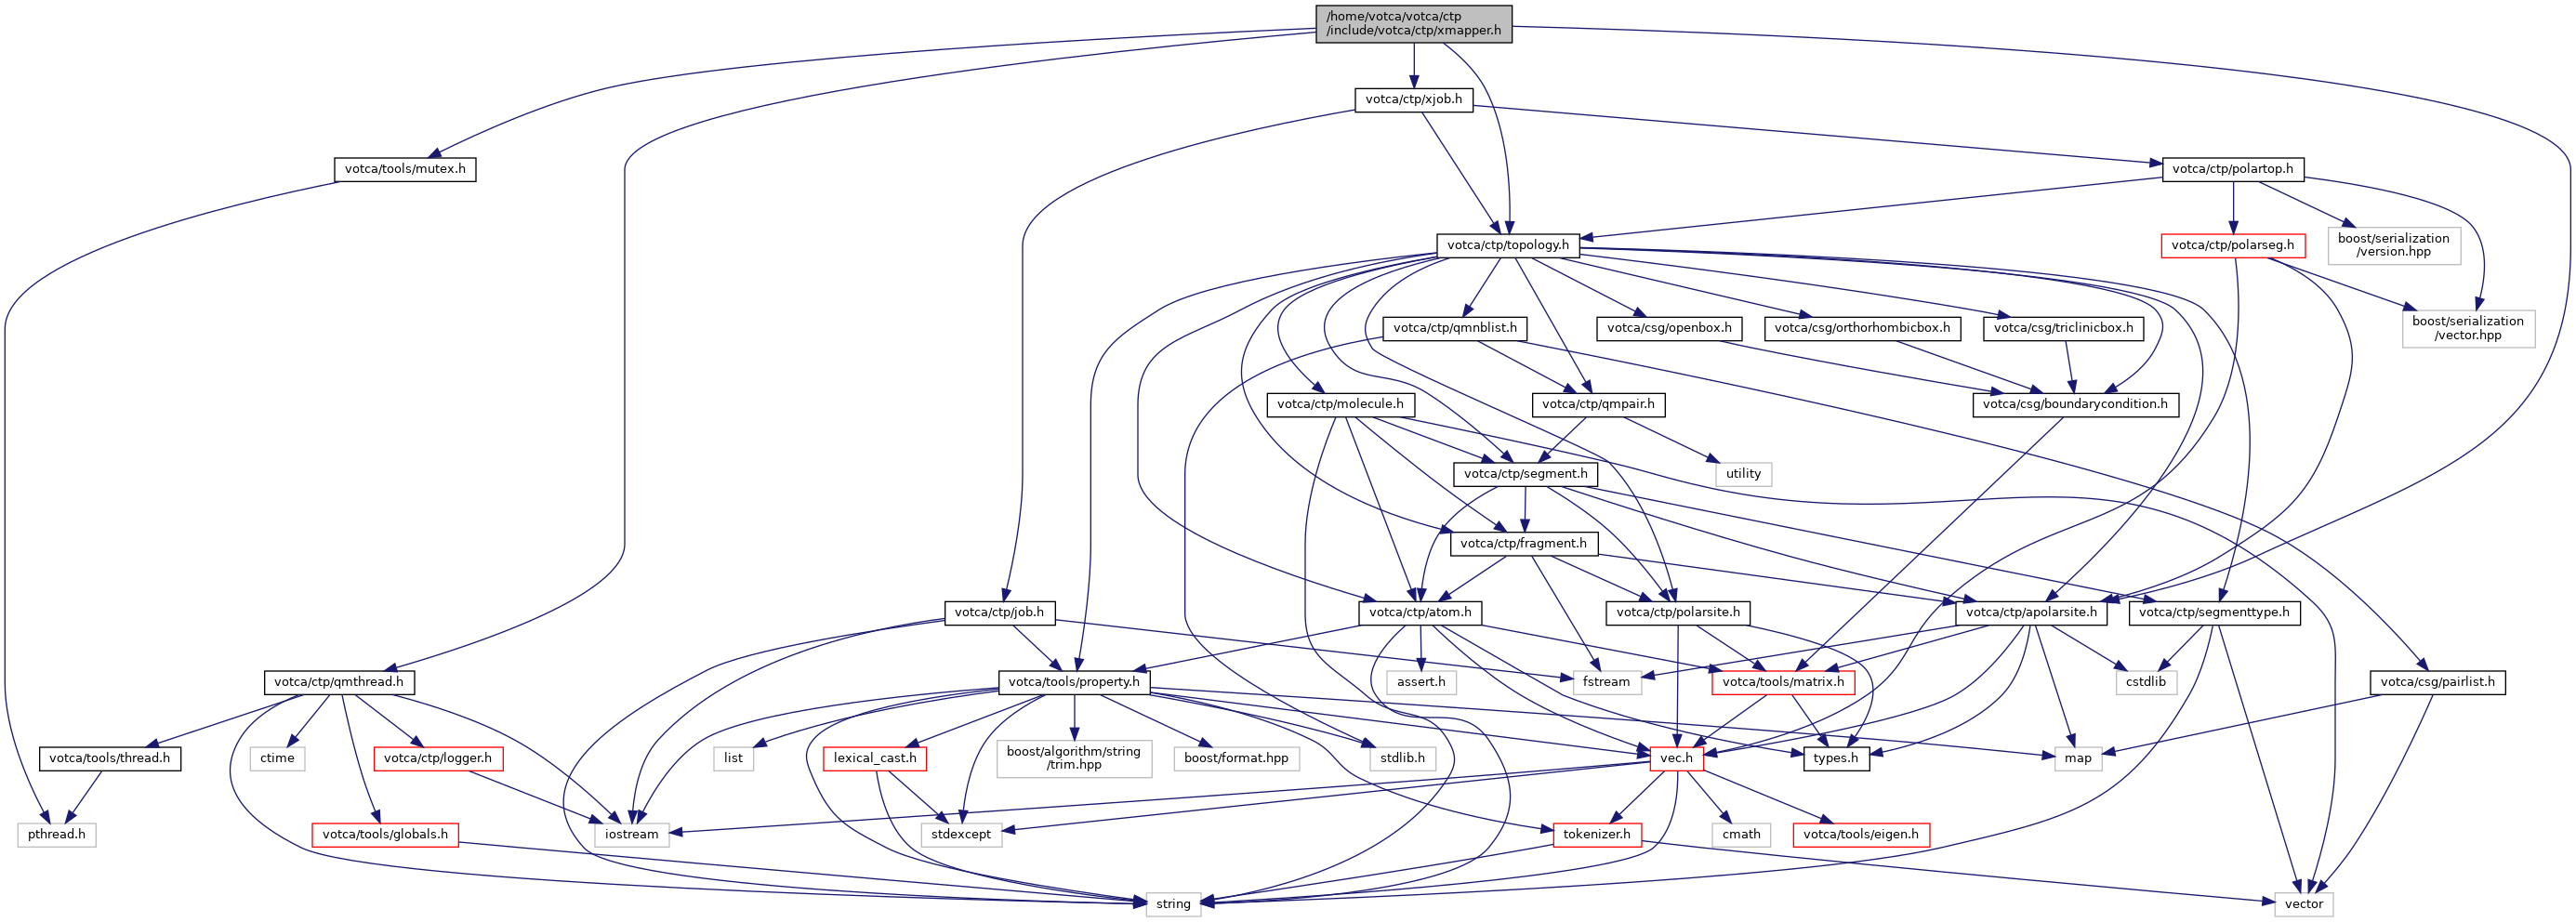 /home/votca/votca/ctp
/include/votca/ctp/xmapper.h
votca/ctp/xjob.h
votca/tools/mutex.h
votca/ctp/polartop.h
votca/ctp/topology.h
votca/ctp/polarseg.h
boost/serialization
/version.hpp
votca/ctp/qmnblist.h
votca/csg/openbox.h
votca/csg/orthorhombicbox.h
votca/csg/triclinicbox.h
boost/serialization
/vector.hpp
votca/ctp/molecule.h
votca/ctp/qmpair.h
votca/csg/boundarycondition.h
votca/ctp/segment.h
utility
votca/ctp/fragment.h
votca/ctp/job.h
votca/ctp/atom.h
votca/ctp/polarsite.h
votca/ctp/apolarsite.h
votca/ctp/segmenttype.h
votca/ctp/qmthread.h
votca/tools/property.h
assert.h
fstream
votca/tools/matrix.h
cstdlib
votca/csg/pairlist.h
votca/tools/thread.h
ctime
votca/ctp/logger.h
list
lexical_cast.h
boost/algorithm/string
/trim.hpp
boost/format.hpp
stdlib.h
vec.h
types.h
map
pthread.h
votca/tools/globals.h
iostream
stdexcept
tokenizer.h
cmath
votca/tools/eigen.h
string
vector